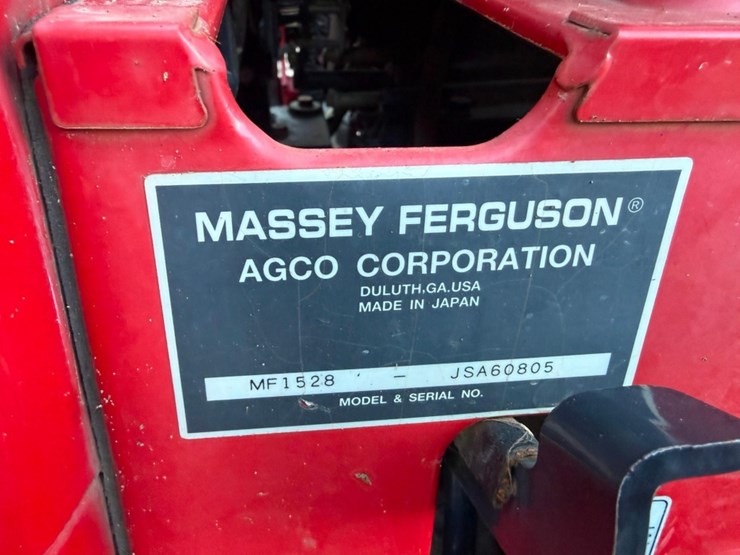 MASSEY FERGUSON®
AGCO CORPORATION
DULUTH,GA.USA
MADE IN JAPAN
MF1528 - JSA60805
MODEL & SERIAL NO.